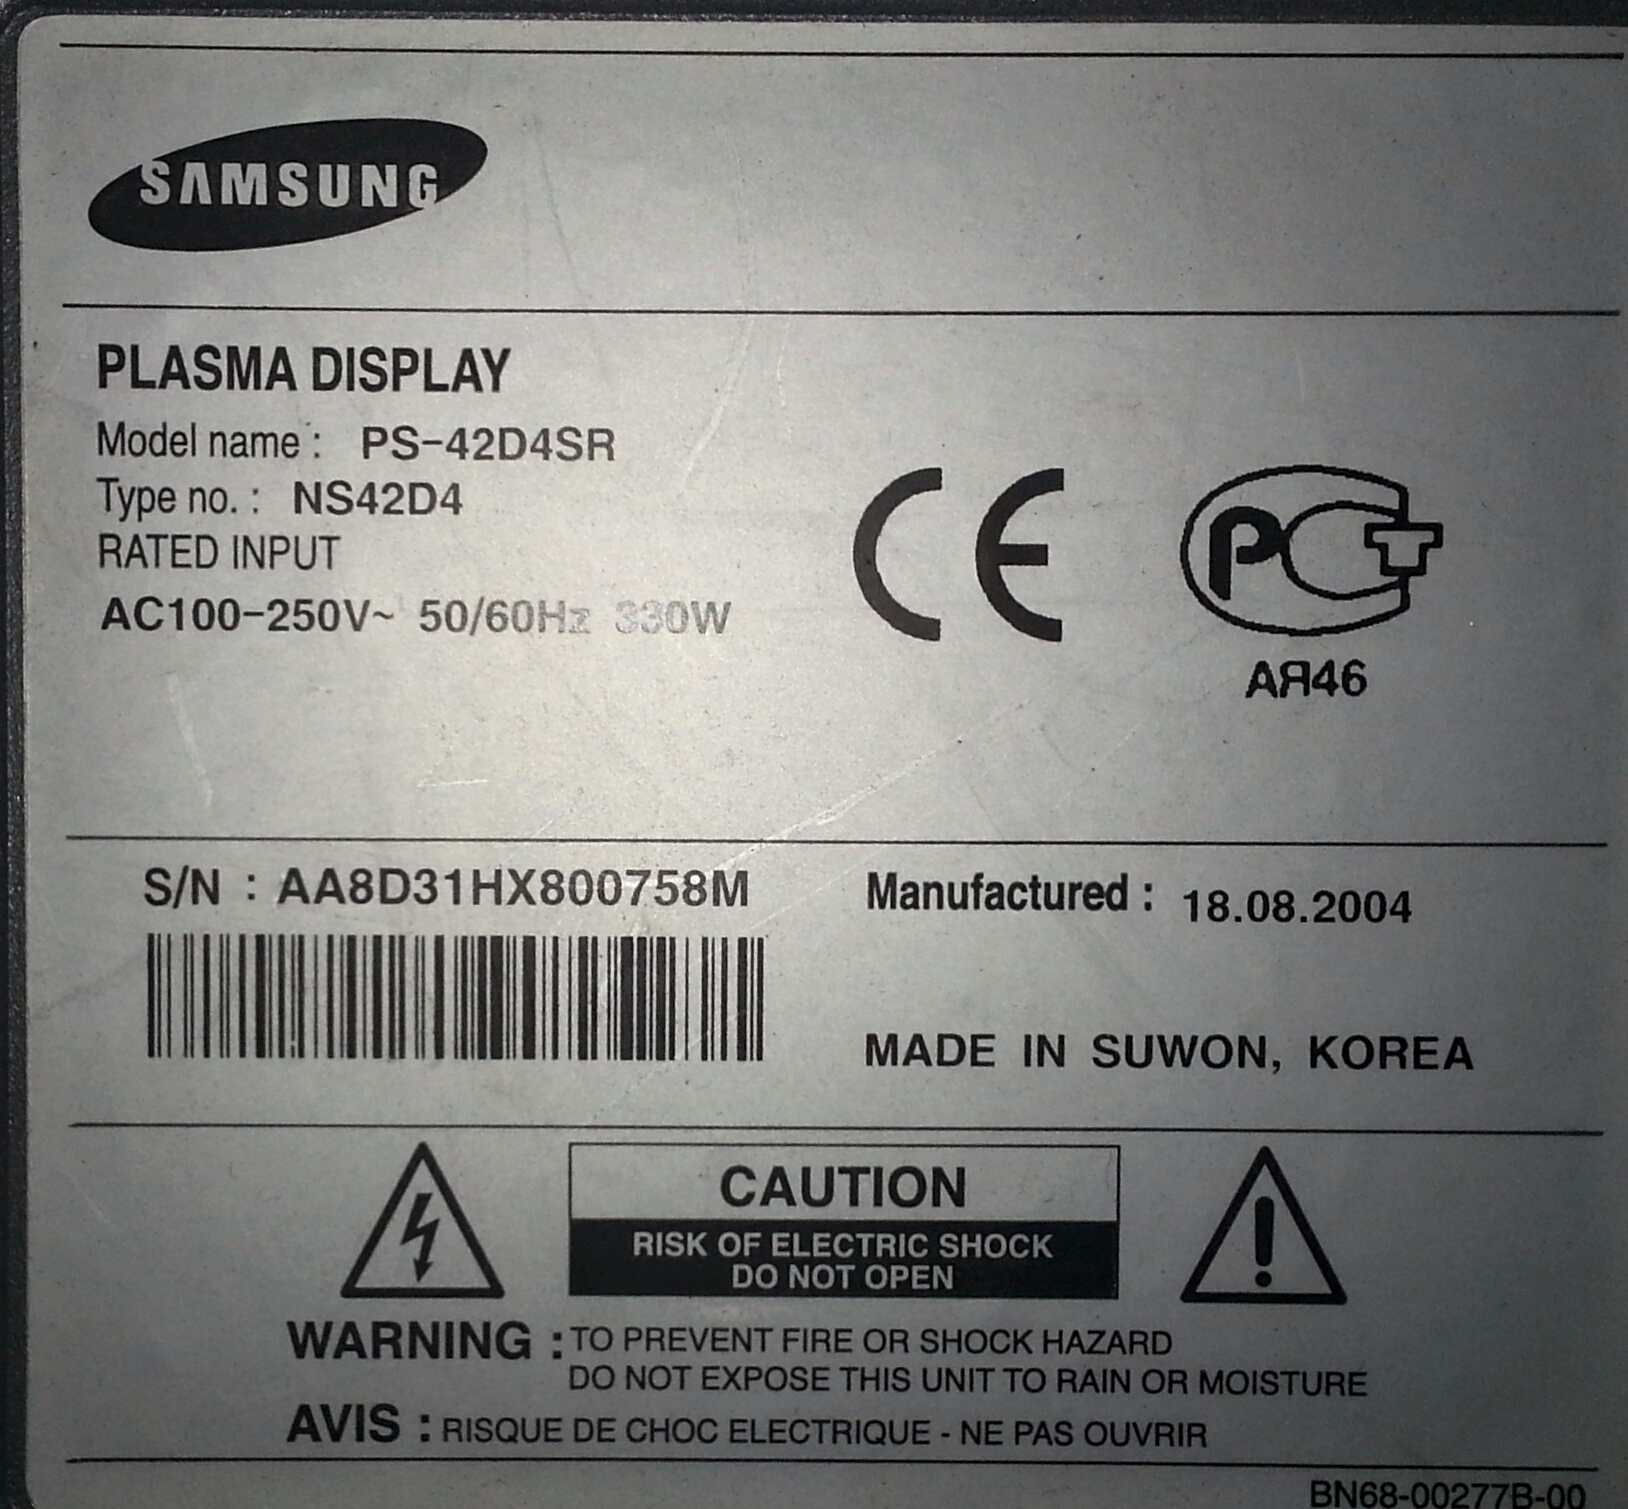 SAMSUNG
PLASMA DISPLAY
Model name : PS-42D4SR
Type no. : NS42D4
RATED INPUT
AC100-250V~ 50/60Hz 330W
CE
РСТ
АЯ46
S/N : AA8D31HX800758M
Manufactured : 18.08.2004
MADE IN SUWON, KOREA
CAUTION
RISK OF ELECTRIC SHOCK
DO NOT OPEN
WARNING : TO PREVENT FIRE OR SHOCK HAZARD
DO NOT EXPOSE THIS UNIT TO RAIN OR MOISTURE
AVIS : RISQUE DE CHOC ELECTRIQUE - NE PAS OUVRIR
BN68-00277B-00